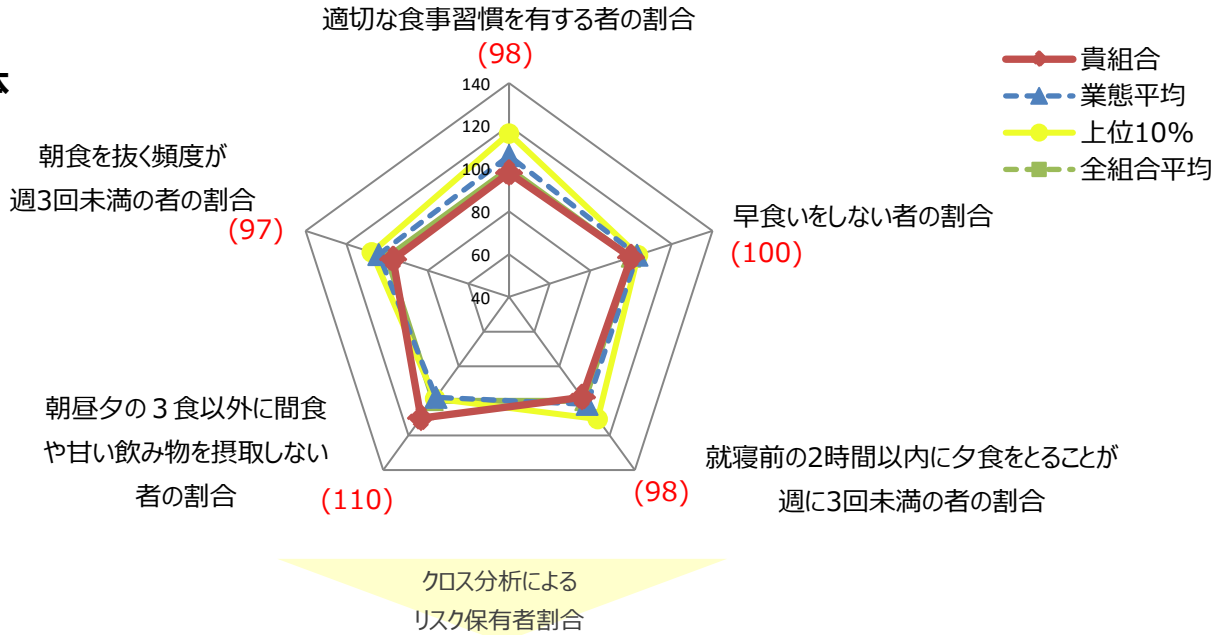 適切な食事習慣を有する者の割合
(98)
貴組合
業態平均
上位10%
全組合平均
140
120
100
80
60
40
朝食を抜く頻度が
週3回未満の者の割合
(97)
早食いをしない者の割合
(100)
朝昼夕の３食以外に間食
や甘い飲み物を摂取しない
者の割合
(110)
就寝前の2時間以内に夕食をとることが
週に3回未満の者の割合
(98)
クロス分析による
リスク保有者割合